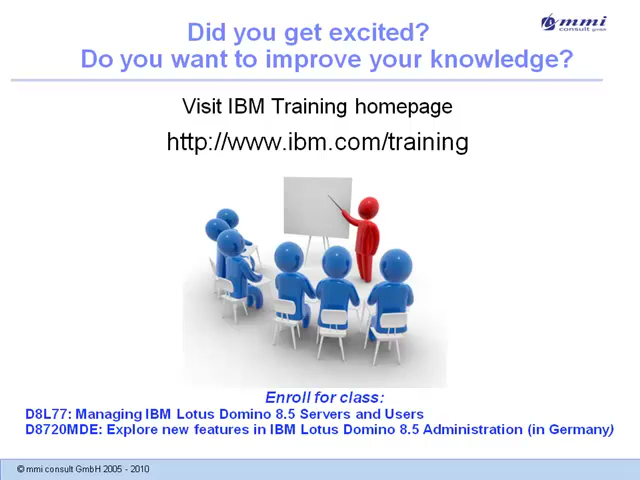 Did you get excited?
Do you want to improve your knowledge?
mmi
consult gmbh
Visit IBM Training homepage
http://www.ibm.com/training
Enroll for class:
D8L77: Managing IBM Lotus Domino 8.5 Servers and Users
D8720MDE: Explore new features in IBM Lotus Domino 8.5 Administration (in Germany)
© mmi consult GmbH 2005 - 2010